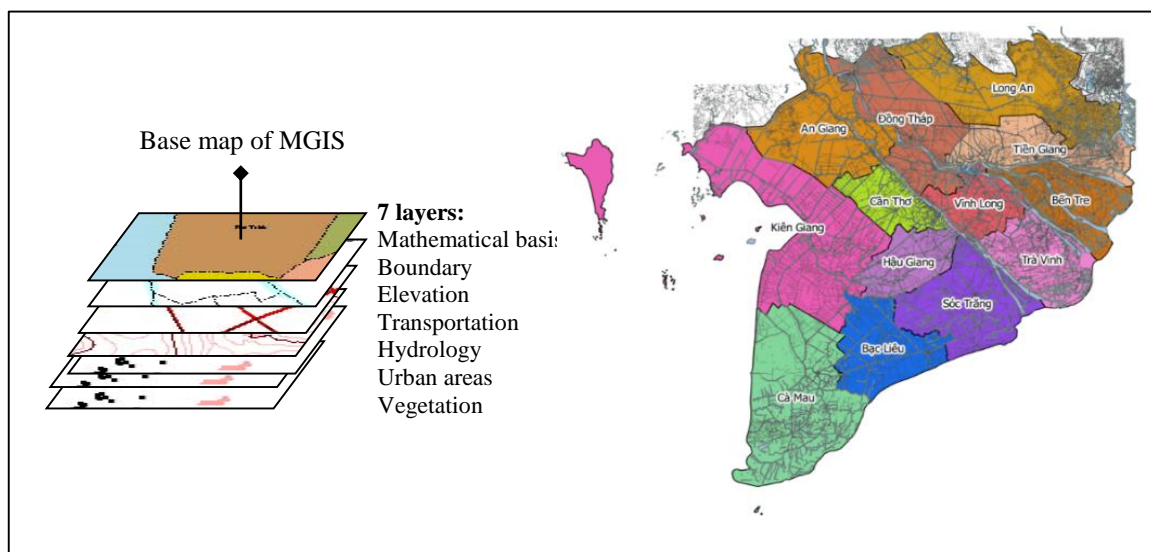 Base map of MGIS
7 layers:
Mathematical basis
Boundary
Elevation
Transportation
Hydrology
Urban areas
Vegetation
Long An
Đồng Tháp
An Giang
Tiền Giang
Cần Thơ
Vĩnh Long
Bến Tre
Kiên Giang
Hậu Giang
Trà Vinh
Sóc Trăng
Bạc Liêu
Cà Mau